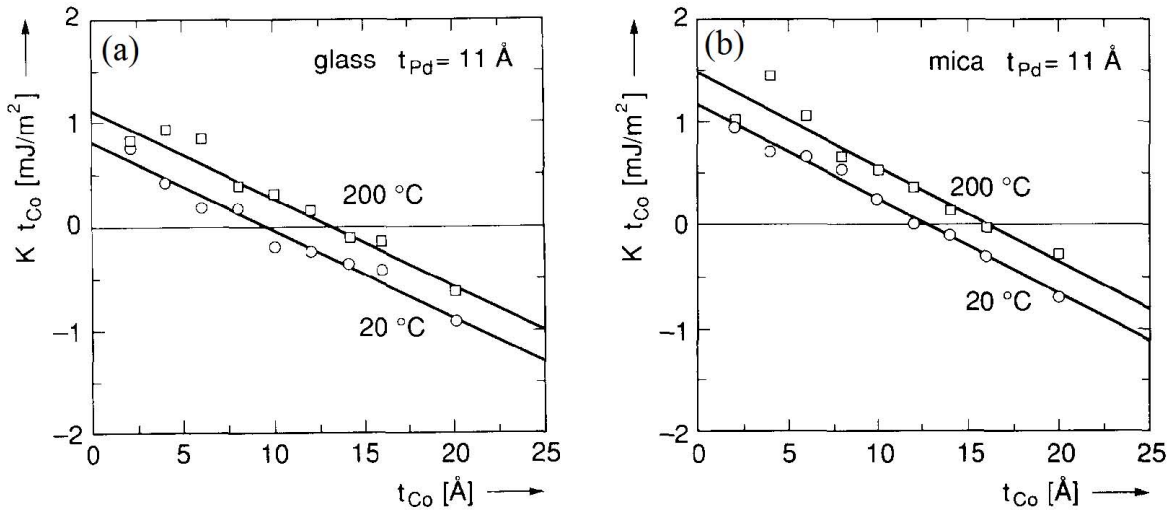 (a)
glass t_Pd = 11 Å
200 °C
20 °C
2
1
0
−1
−2
K t_Co [mJ/m²] ⟶
0 5 10 15 20 25
t_Co [Å] ⟶
(b)
mica t_Pd = 11 Å
200 °C
20 °C
2
1
0
−1
−2
K t_Co [mJ/m²] ⟶
0 5 10 15 20 25
t_Co [Å] ⟶